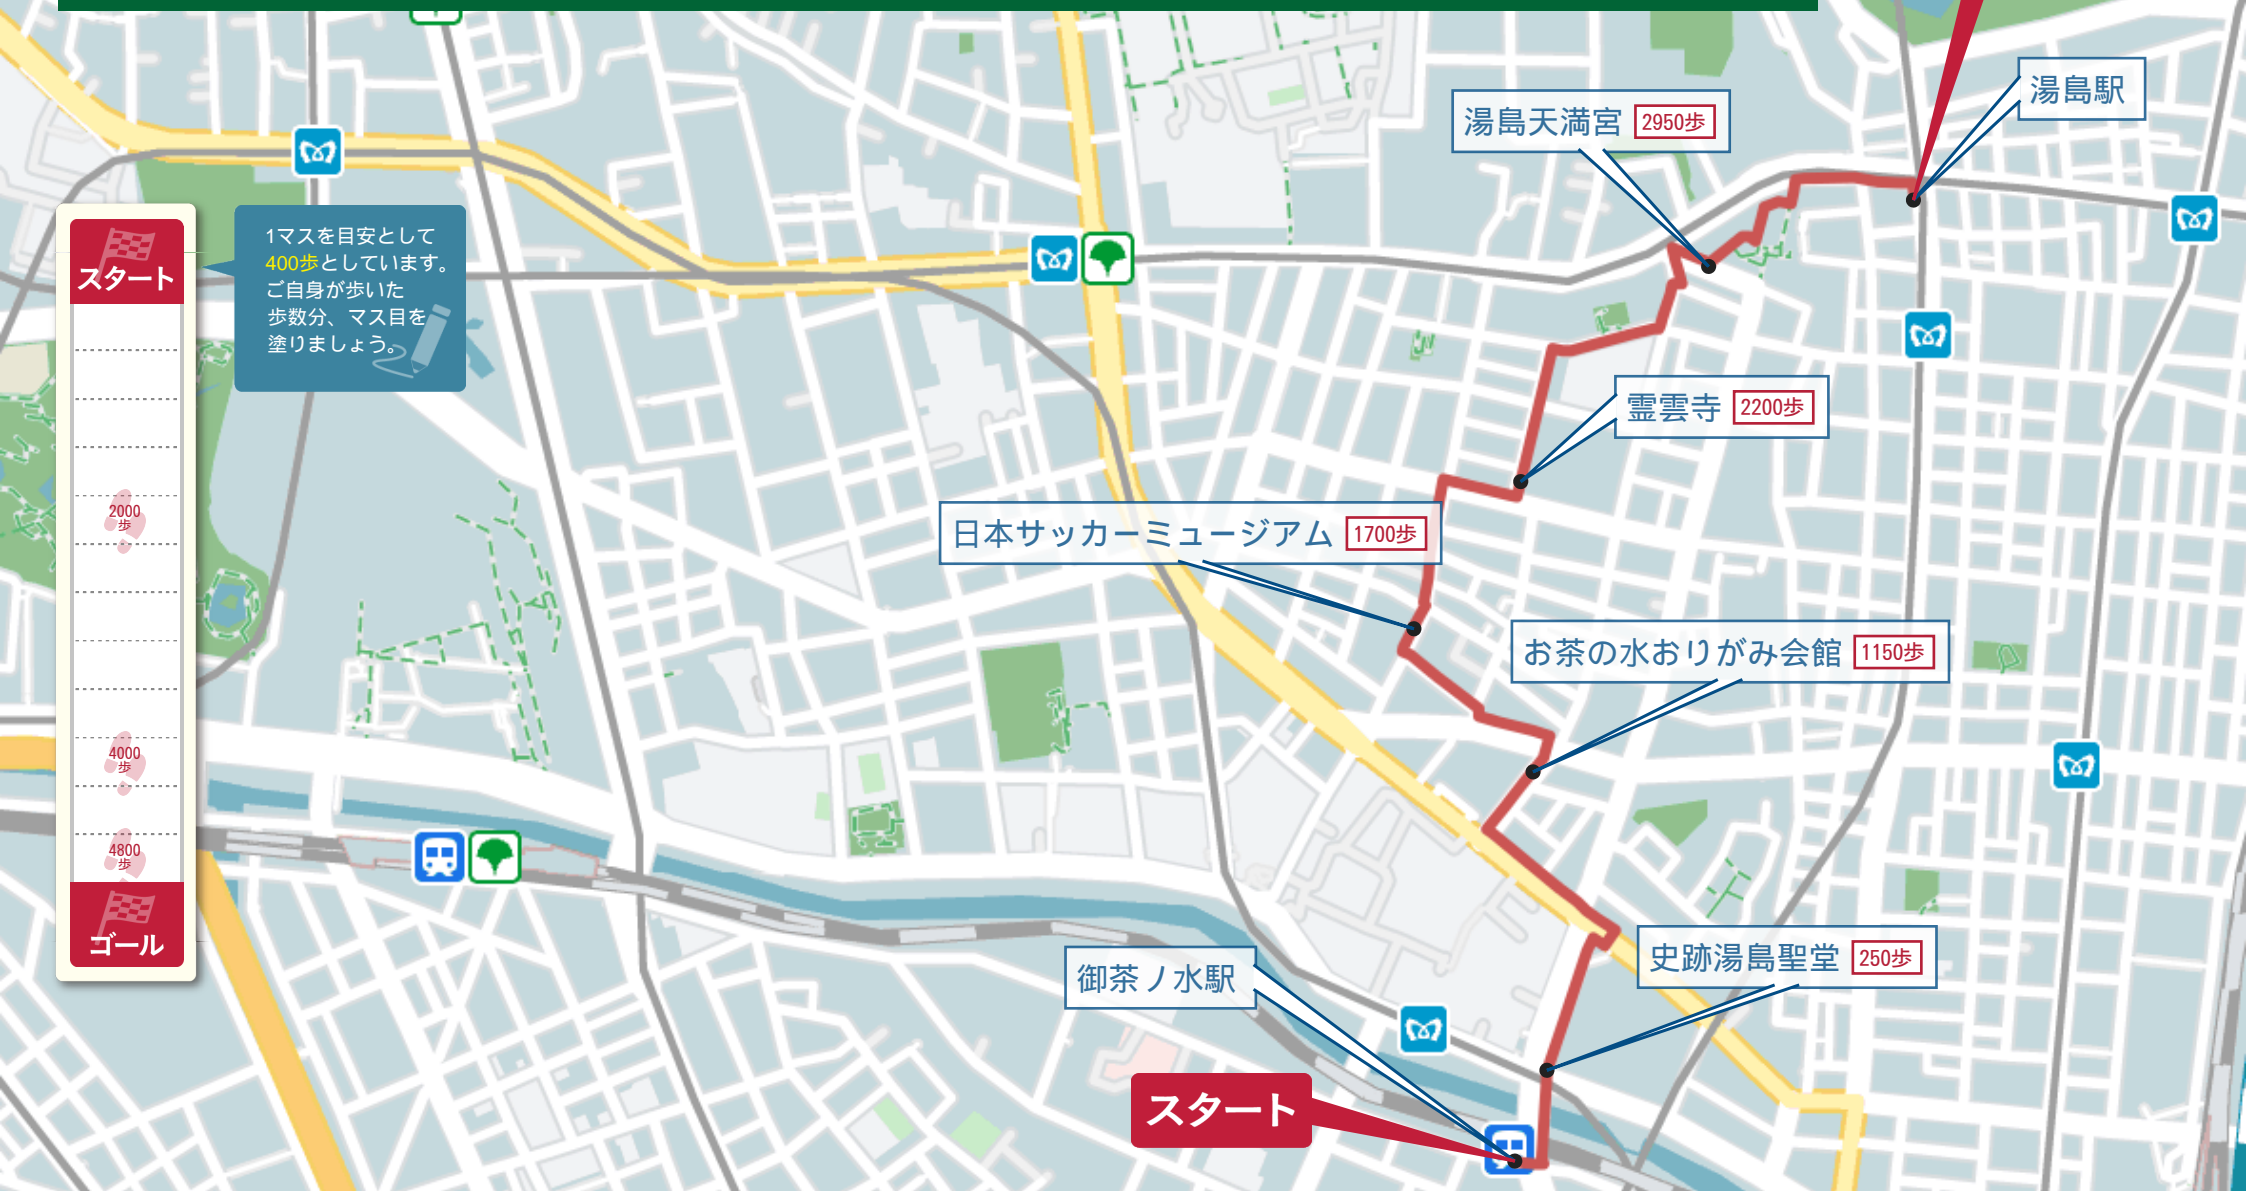 湯島駅
湯島天満宮 2950歩
スタート
1マスを目安として
400歩としています。
ご自身が歩いた
歩数分、マス目を
塗りましょう。
霊雲寺 2200歩
2000
歩
日本サッカーミュージアム 1700歩
お茶の水おりがみ会館 1150歩
4000
歩
4800
歩
ゴール
史跡湯島聖堂 250歩
御茶ノ水駅
スタート